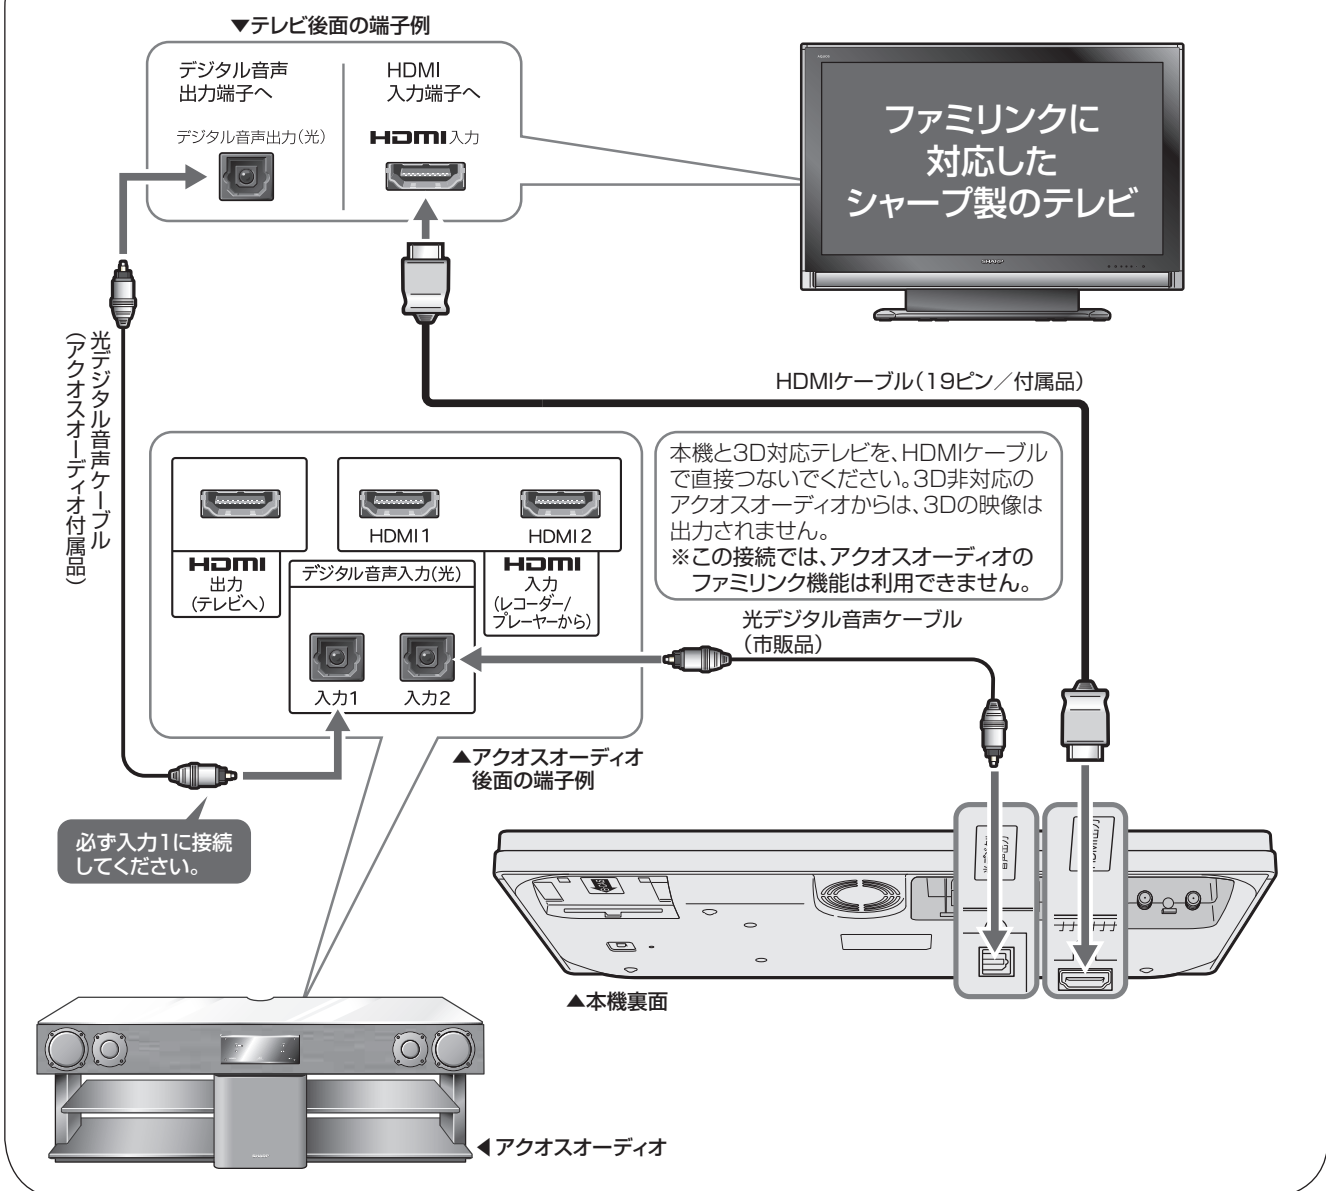 ▼テレビ後面の端子例
デジタル音声
出力端子へ
HDMI
入力端子へ
デジタル音声出力(光)
HDMI入力
ファミリンクに
対応した
シャープ製のテレビ
SHARP
光デジタル音声ケーブル
(アクオスオーディオ付属品)
HDMIケーブル(19ピン/付属品)
本機と3D対応テレビを、HDMIケーブル
で直接つないでください。3D非対応の
アクオスオーディオからは、3Dの映像は
出力されません。
※この接続では、アクオスオーディオの
ファミリンク機能は利用できません。
HDMI1
HDMI2
HDMI
出力
(テレビへ)
デジタル音声入力(光)
HDMI
入力
(レコーダー/
プレーヤーから)
入力1
入力2
光デジタル音声ケーブル
(市販品)
▲アクオスオーディオ
後面の端子例
必ず入力1に接続
してください。
▲本機裏面
◀アクオスオーディオ